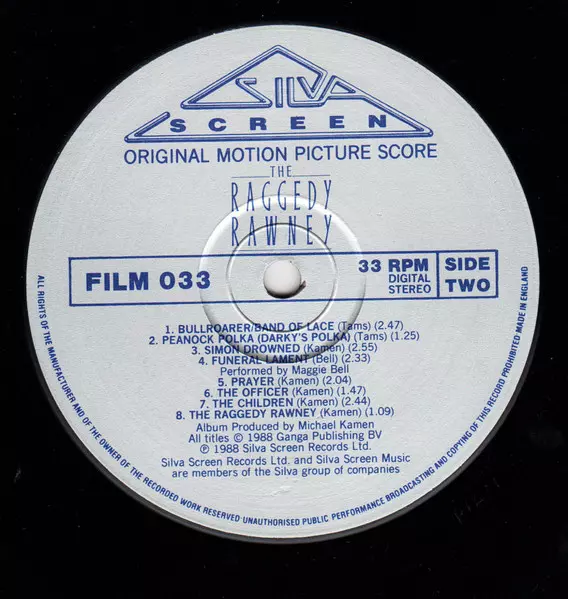 SILVA
SCREEN
ORIGINAL MOTION PICTURE SCORE
THE
RAGGEDY
RAWNEY
FILM 033
33 RPM
DIGITAL
STEREO
SIDE
TWO
1. BULLROARER/BAND OF LACE (Tams) (2.47)
2. PEANOCK POLKA (DARKY'S POLKA) (Tams) (1.25)
3. SIMON DROWNED (Kamen) (2.55)
4. FUNERAL LAMENT (Bell) (2.33)
Performed by Maggie Bell
5. PRAYER (Kamen) (2.04)
6. THE OFFICER (Kamen) (1.47)
7. THE CHILDREN (Kamen) (2.44)
8. THE RAGGEDY RAWNEY (Kamen) (1.09)
Album Produced by Michael Kamen
All titles © 1988 Ganga Publishing BV
℗ 1988 Silva Screen Records Ltd.
Silva Screen Records Ltd. and Silva Screen Music
are members of the Silva group of companies
ALL RIGHTS OF THE MANUFACTURER AND OF THE OWNER OF THE RECORDED WORK RESERVED UNAUTHORISED PUBLIC PERFORMANCE BROADCASTING AND COPYING OF THIS RECORD PROHIBITED MADE IN ENGLAND